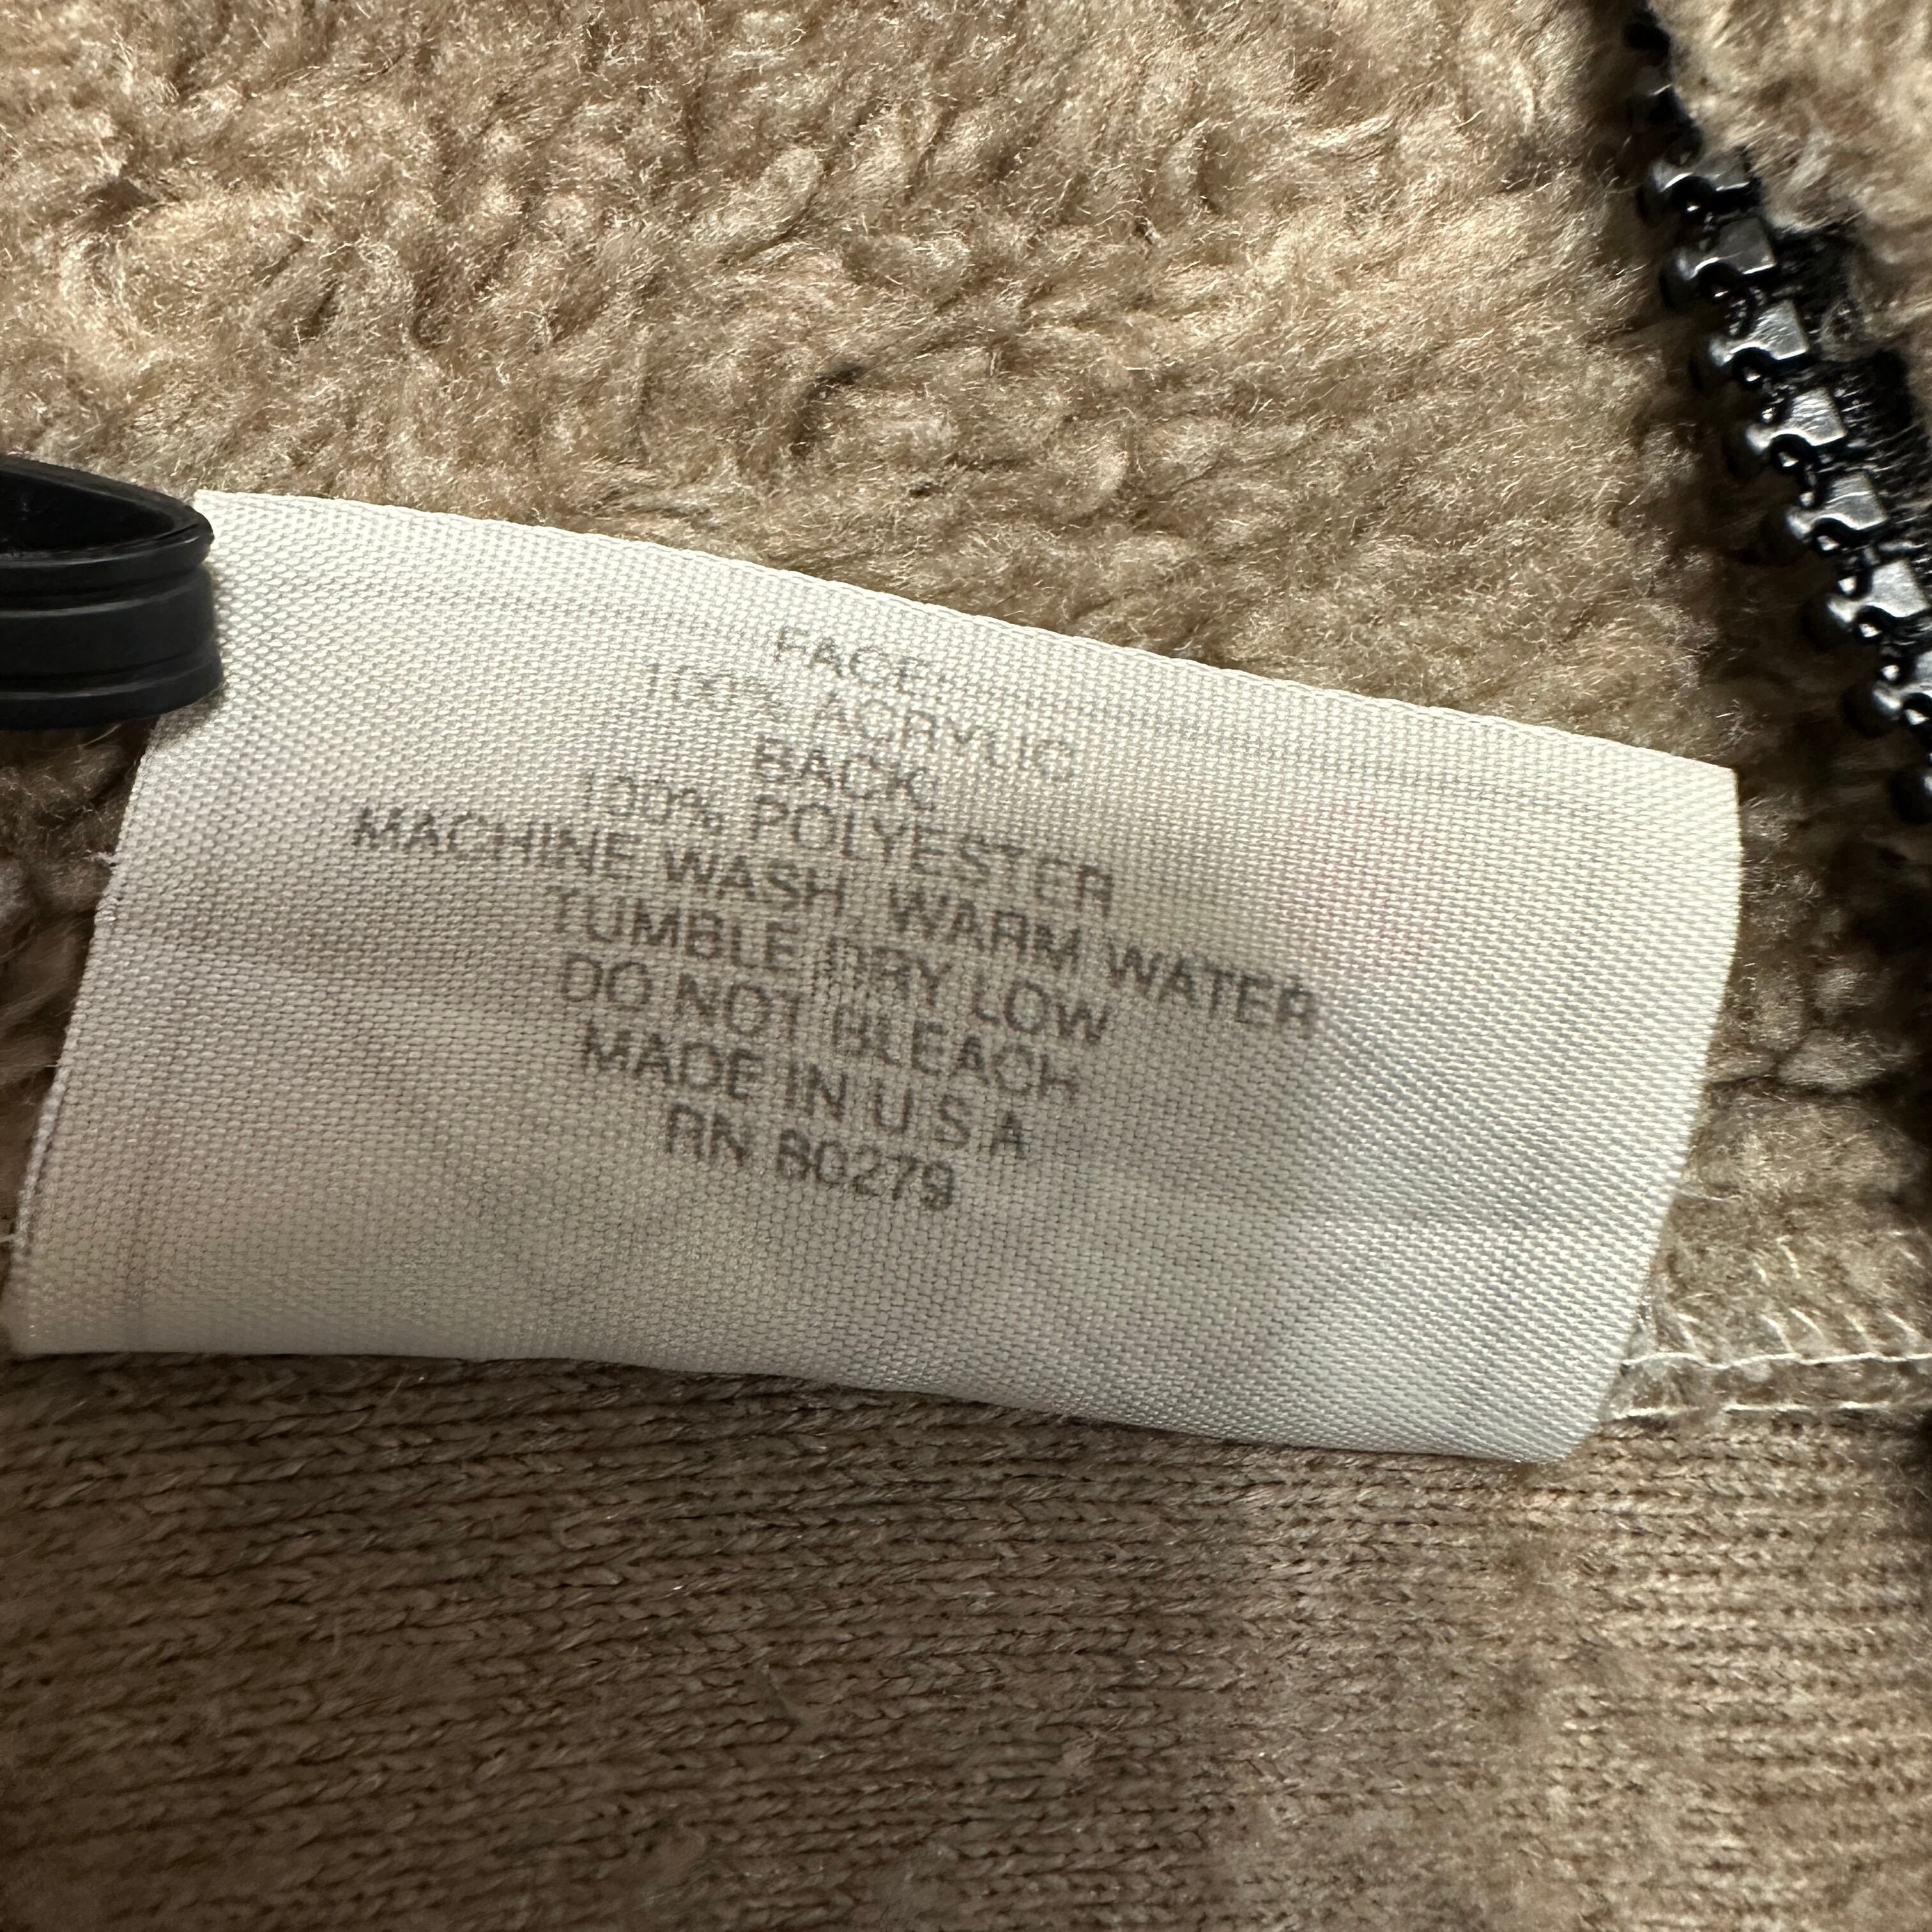 FACE:
100% ACRYLIC
BACK:
100% POLYESTER
MACHINE WASH, WARM WATER
TUMBLE DRY LOW
DO NOT BLEACH
MADE IN U.S.A
RN 80279